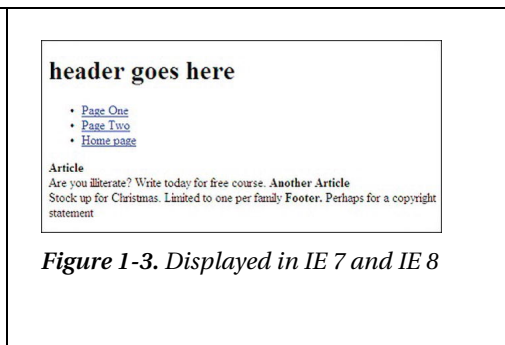 header goes here
• Page One
• Page Two
• Home page
Article
Are you illiterate? Write today for free course. Another Article
Stock up for Christmas. Limited to one per family Footer. Perhaps for a copyright
statement
Figure 1-3. Displayed in IE 7 and IE 8